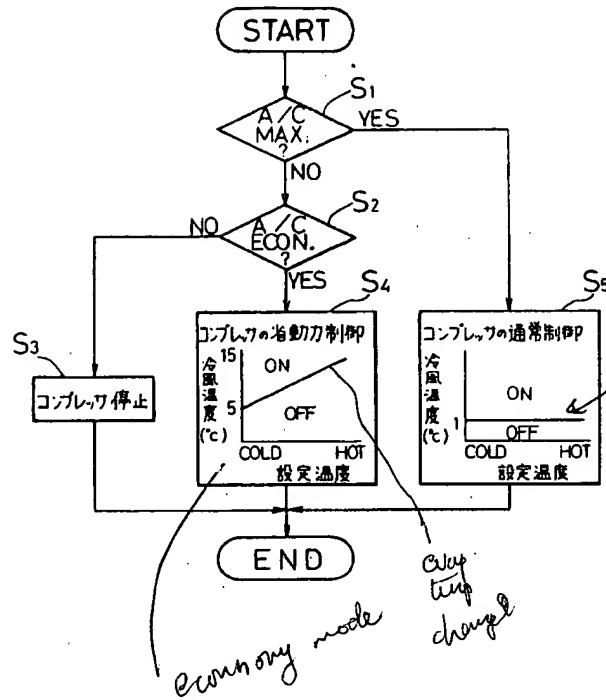 START
S1
A/C
MAX.
?
YES
NO
S2
A/C
ECON.
?
NO
YES
S3
コンプレッサ停止
S4
コンプレッサの省動力制御
冷風温度(℃)
15
5
ON
OFF
COLD HOT
設定温度
S5
コンプレッサの通常制御
冷風温度(℃)
1
ON
OFF
COLD HOT
設定温度
END
economy mode
evap
temp